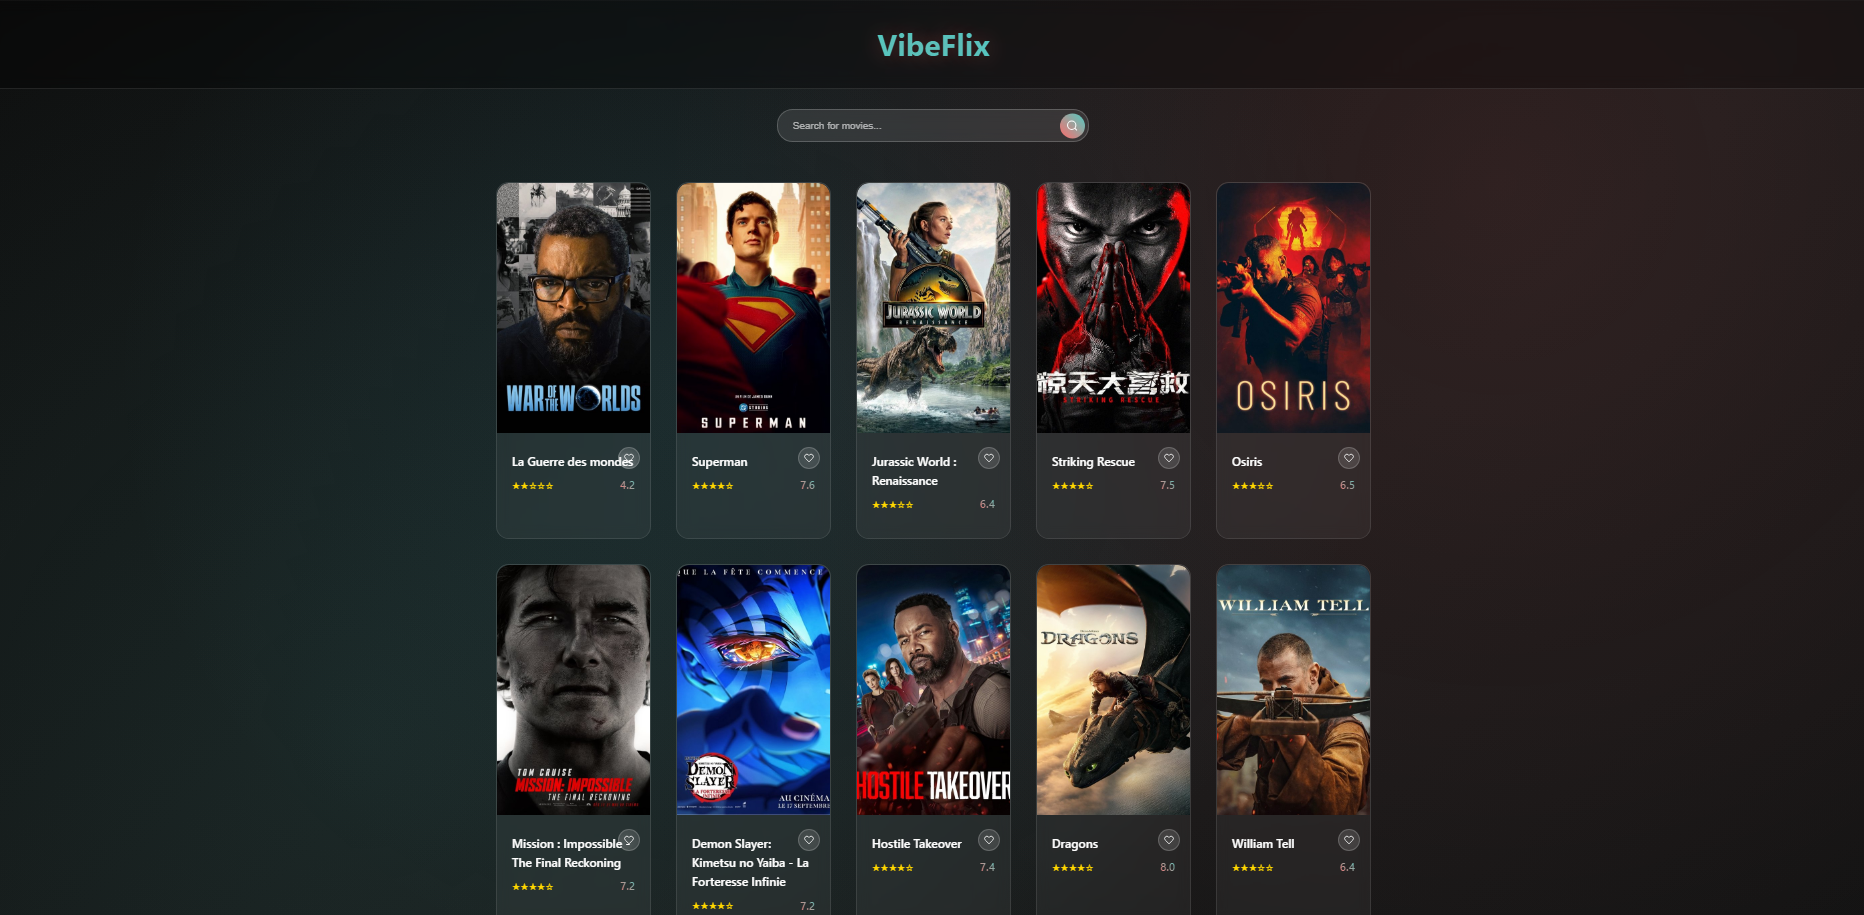 VibeFlix
Search for movies...
WAR OF THE WORLDS
SUPERMAN
JURASSIC WORLD
RENAISSANCE
惊天大营救
STRIKING RESCUE
OSIRIS
La Guerre des mondes
★★☆☆☆ 4.2
Superman
★★★★☆ 7.6
Jurassic World :
Renaissance
★★★☆☆ 6.4
Striking Rescue
★★★★☆ 7.5
Osiris
★★★☆☆ 6.5
TOM CRUISE
MISSION: IMPOSSIBLE
THE FINAL RECKONING
QUE LA FÊTE COMMENCE
DEMON
SLAYER
AU CINÉMA
LE 17 SEPTEMBRE
HOSTILE TAKEOVER
DRAGONS
WILLIAM TELL
Mission : Impossible -
The Final Reckoning
★★★★☆ 7.2
Demon Slayer:
Kimetsu no Yaiba - La
Forteresse Infinie
★★★★☆ 7.2
Hostile Takeover
★★★★☆ 7.4
Dragons
★★★★☆ 8.0
William Tell
★★★☆☆ 6.4